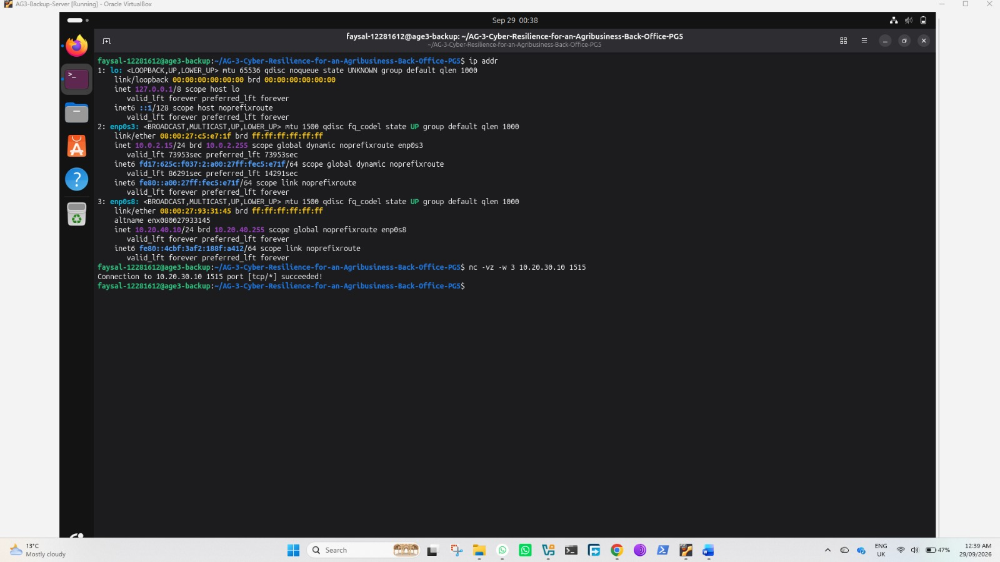 AG3-Backup-Server [Running] - Oracle VirtualBox
Sep 29 00:38
faysal-12281612@age3-backup: ~/AG-3-Cyber-Resilience-for-an-Agribusiness-Back-Office-PG5
~/AG-3-Cyber-Resilience-for-an-Agribusiness-Back-Office-PG5
faysal-12281612@age3-backup:~/AG-3-Cyber-Resilience-for-an-Agribusiness-Back-Office-PG5$ ip addr
1: lo: <LOOPBACK,UP,LOWER_UP> mtu 65536 qdisc noqueue state UNKNOWN group default qlen 1000
link/loopback 00:00:00:00:00:00 brd 00:00:00:00:00:00
inet 127.0.0.1/8 scope host lo
valid_lft forever preferred_lft forever
inet6 ::1/128 scope host noprefixroute
valid_lft forever preferred_lft forever
2: enp0s3: <BROADCAST,MULTICAST,UP,LOWER_UP> mtu 1500 qdisc fq_codel state UP group default qlen 1000
link/ether 08:00:27:c5:e7:1f brd ff:ff:ff:ff:ff:ff
inet 10.0.2.15/24 brd 10.0.2.255 scope global dynamic noprefixroute enp0s3
valid_lft 73953sec preferred_lft 73953sec
inet6 fd17:625c:f037:2:a00:27ff:fec5:e71f/64 scope global dynamic noprefixroute
valid_lft 86291sec preferred_lft 14291sec
inet6 fe80::a00:27ff:fec5:e71f/64 scope link noprefixroute
valid_lft forever preferred_lft forever
3: enp0s8: <BROADCAST,MULTICAST,UP,LOWER_UP> mtu 1500 qdisc fq_codel state UP group default qlen 1000
link/ether 08:00:27:93:31:45 brd ff:ff:ff:ff:ff:ff
altname enx080027933145
inet 10.20.40.10/24 brd 10.20.40.255 scope global noprefixroute enp0s8
valid_lft forever preferred_lft forever
inet6 fe80::4cbf:3af2:188f:a412/64 scope link noprefixroute
valid_lft forever preferred_lft forever
faysal-12281612@age3-backup:~/AG-3-Cyber-Resilience-for-an-Agribusiness-Back-Office-PG5$ nc -vz -w 3 10.20.30.10 1515
Connection to 10.20.30.10 1515 port [tcp/*] succeeded!
faysal-12281612@age3-backup:~/AG-3-Cyber-Resilience-for-an-Agribusiness-Back-Office-PG5$
13°C
Mostly cloudy
Search
ENG
UK
47%
12:39 AM
29/09/2026